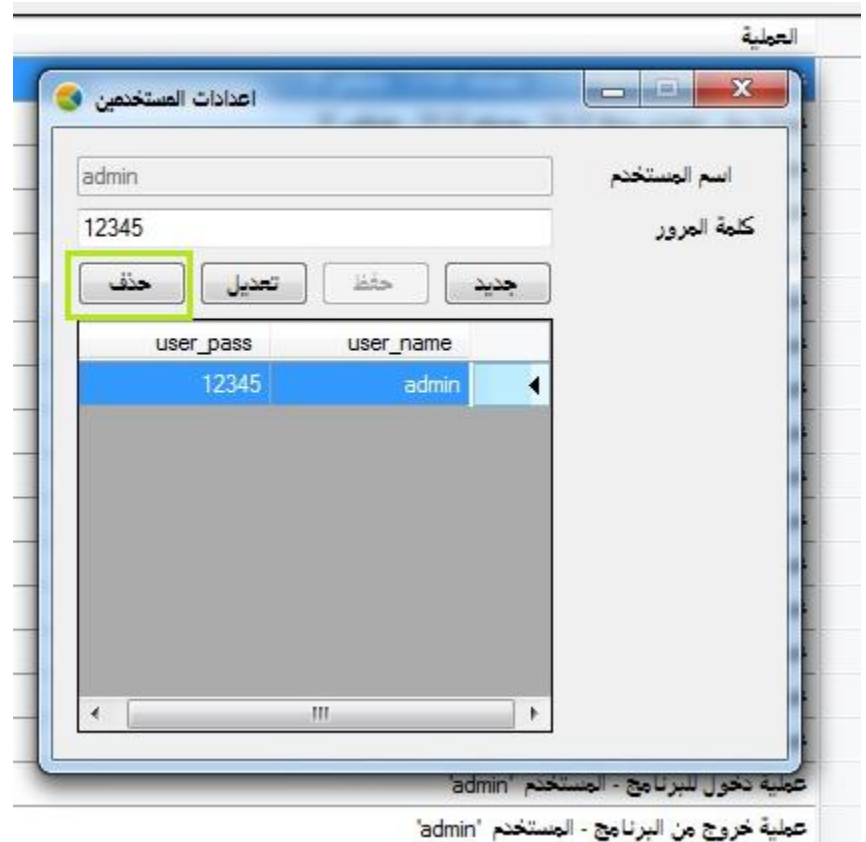 العملية
اعدادات المستخدمين
اسم المستخدم admin
كلمة المرور 12345
جديد حفظ تعديل حذف
user_name user_pass
admin 12345
عملية دخول للبرنامج - المستخدم 'admin'
عملية خروج من البرنامج - المستخدم 'admin'